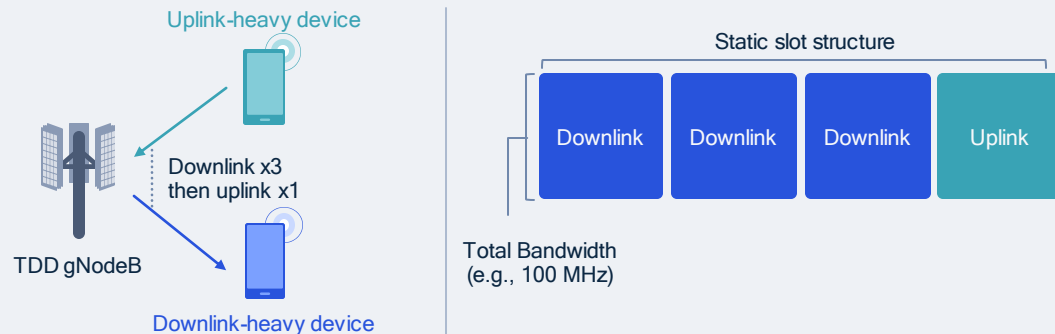 Uplink-heavy device
Downlink x3
then uplink x1
TDD gNodeB
Downlink-heavy device
Static slot structure
Downlink
Downlink
Downlink
Uplink
Total Bandwidth
(e.g., 100 MHz)